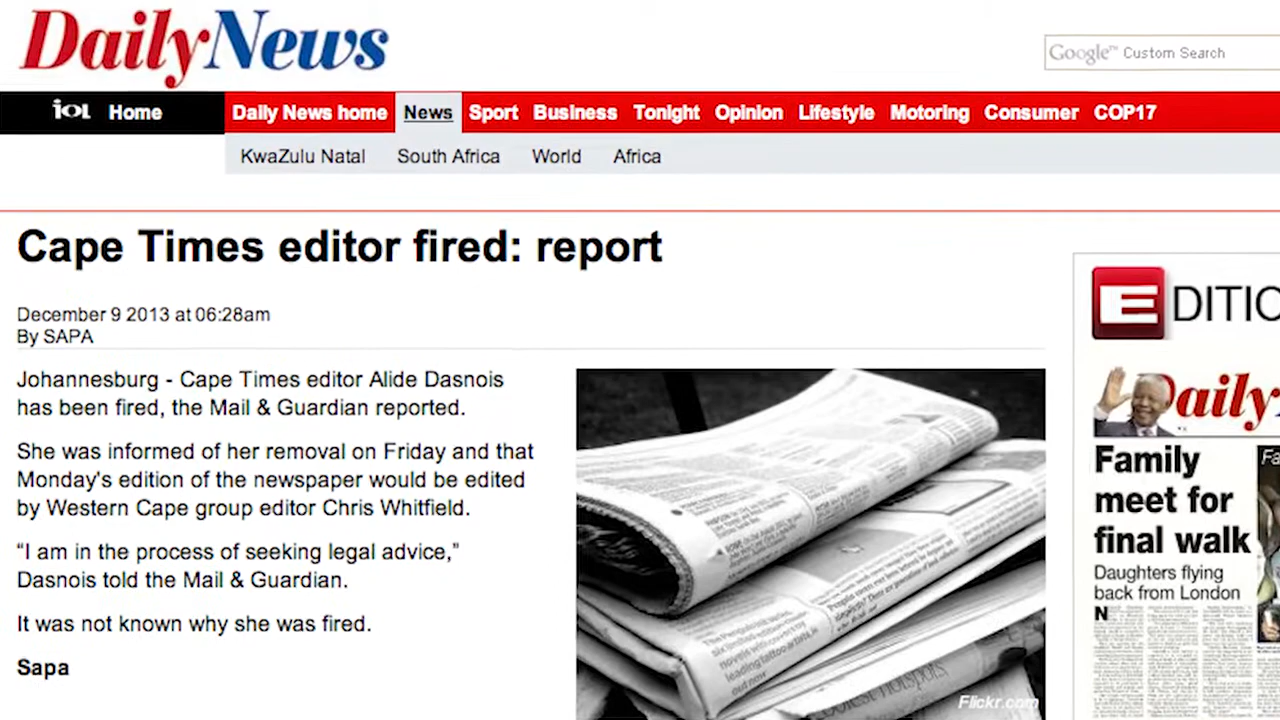 DailyNews
Google™ Custom Search
iOL Home Daily News home News Sport Business Tonight Opinion Lifestyle Motoring Consumer COP17
KwaZulu Natal South Africa World Africa
Cape Times editor fired: report
December 9 2013 at 06:28am
By SAPA
Johannesburg - Cape Times editor Alide Dasnois
has been fired, the Mail & Guardian reported.
She was informed of her removal on Friday and that
Monday's edition of the newspaper would be edited
by Western Cape group editor Chris Whitfield.
“I am in the process of seeking legal advice,”
Dasnois told the Mail & Guardian.
It was not known why she was fired.
Sapa
Flickr.com
EDITIO
Daily
Family
meet for
final walk
Daughters flying
back from London